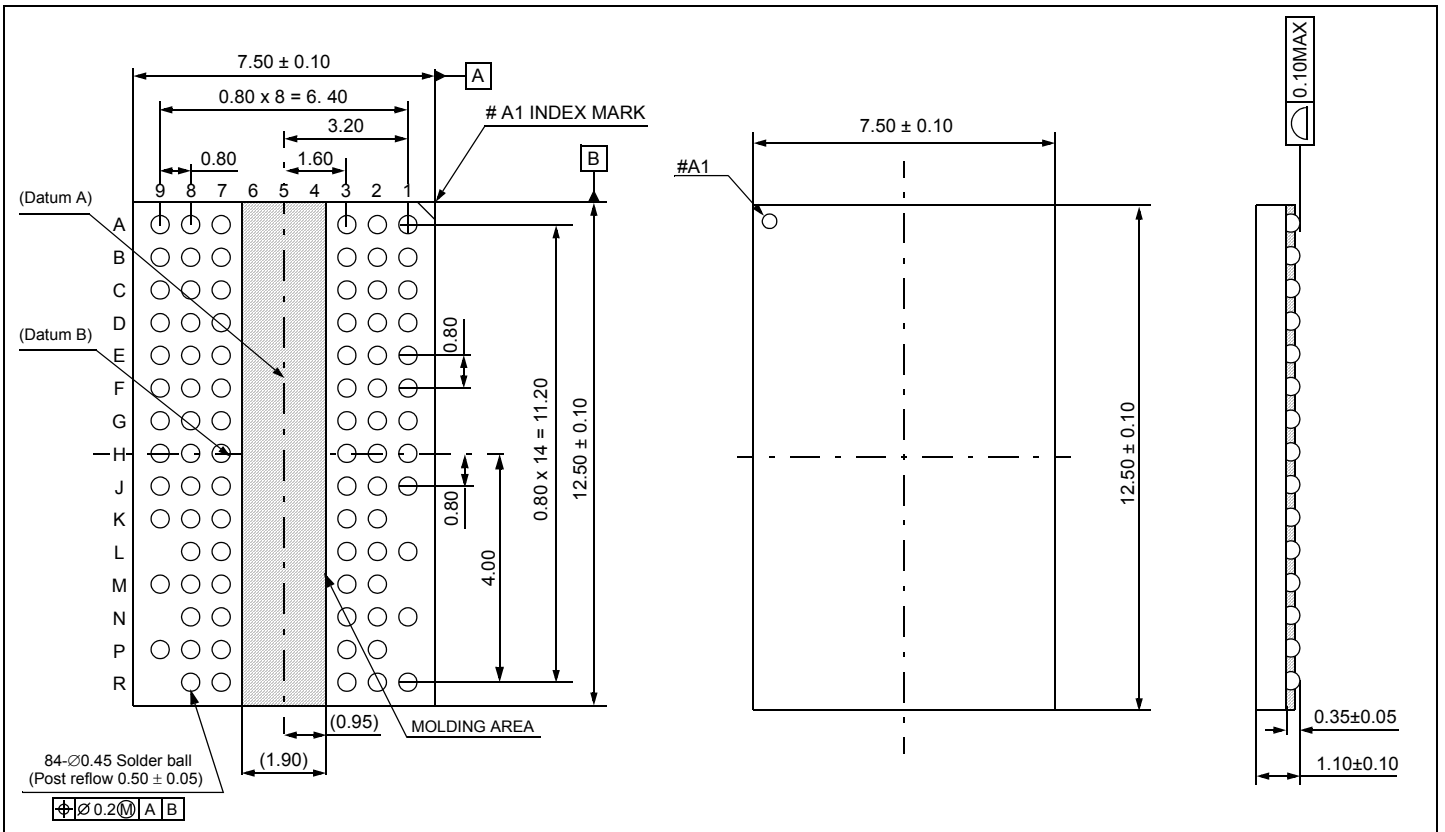 7.50 ± 0.10
A
0.80 x 8 = 6. 40
3.20
# A1 INDEX MARK
0.80
1.60
B
9 8 7 6 5 4 3 2 1
(Datum A)
A
B
C
D
(Datum B)
E
F
G
H
J
K
L
M
N
P
R
0.80
0.80
4.00
0.80 x 14 = 11.20
12.50 ± 0.10
(0.95)
MOLDING AREA
(1.90)
84-∅0.45 Solder ball
(Post reflow 0.50 ± 0.05)
⌖ ∅ 0.2 Ⓜ A B
7.50 ± 0.10
#A1
12.50 ± 0.10
0.10MAX
0.35±0.05
1.10±0.10